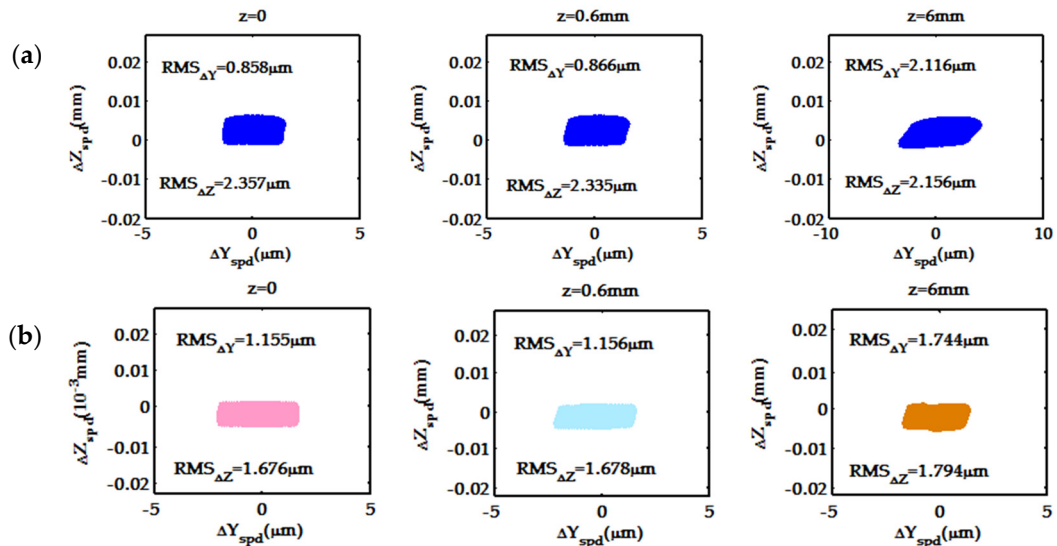 z=0
z=0.6mm
z=6mm
(a)
ΔZspd(mm)
0.02
0.01
0
-0.01
-0.02
RMSΔY=0.858μm
RMSΔZ=2.357μm
-5 0 5
ΔYspd(μm)
ΔZspd(mm)
0.02
0.01
0
-0.01
-0.02
RMSΔY=0.866μm
RMSΔZ=2.335μm
-5 0 5
ΔYspd(μm)
ΔZspd(mm)
0.02
0.01
0
-0.01
-0.02
RMSΔY=2.116μm
RMSΔZ=2.156μm
-10 0 10
ΔYspd(μm)
z=0
z=0.6mm
z=6mm
(b)
ΔZspd(10-3mm)
0.02
0.01
0
-0.01
-0.02
RMSΔY=1.155μm
RMSΔZ=1.676μm
-5 0 5
ΔYspd(μm)
ΔZspd(mm)
0.02
0.01
0
-0.01
-0.02
RMSΔY=1.156μm
RMSΔZ=1.678μm
-5 0 5
ΔYspd(μm)
ΔZspd(mm)
0.02
0.01
0
-0.01
-0.02
RMSΔY=1.744μm
RMSΔZ=1.794μm
-5 0 5
ΔYspd(μm)